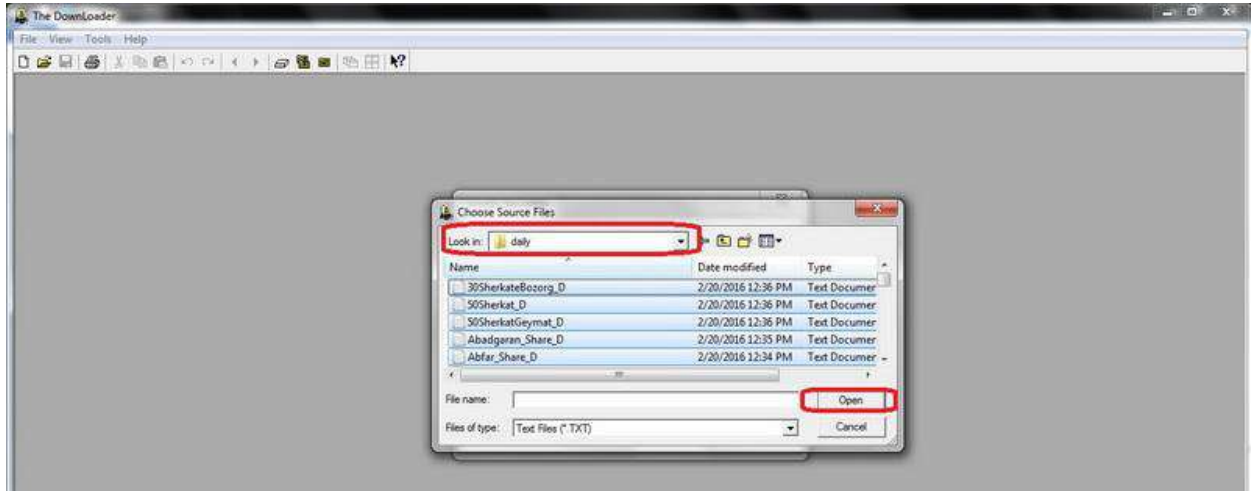 The DownLoader
File View Tools Help
Choose Source Files
Look in: daily
Name Date modified Type
30SherkateBozorg_D 2/20/2016 12:36 PM Text Documer
50Sherkat_D 2/20/2016 12:36 PM Text Documer
50SherkatGeymat_D 2/20/2016 12:36 PM Text Documer
Abadgaran_Share_D 2/20/2016 12:35 PM Text Documer
Abfar_Share_D 2/20/2016 12:34 PM Text Documer
File name: Open
Files of type: Text Files (*.TXT) Cancel